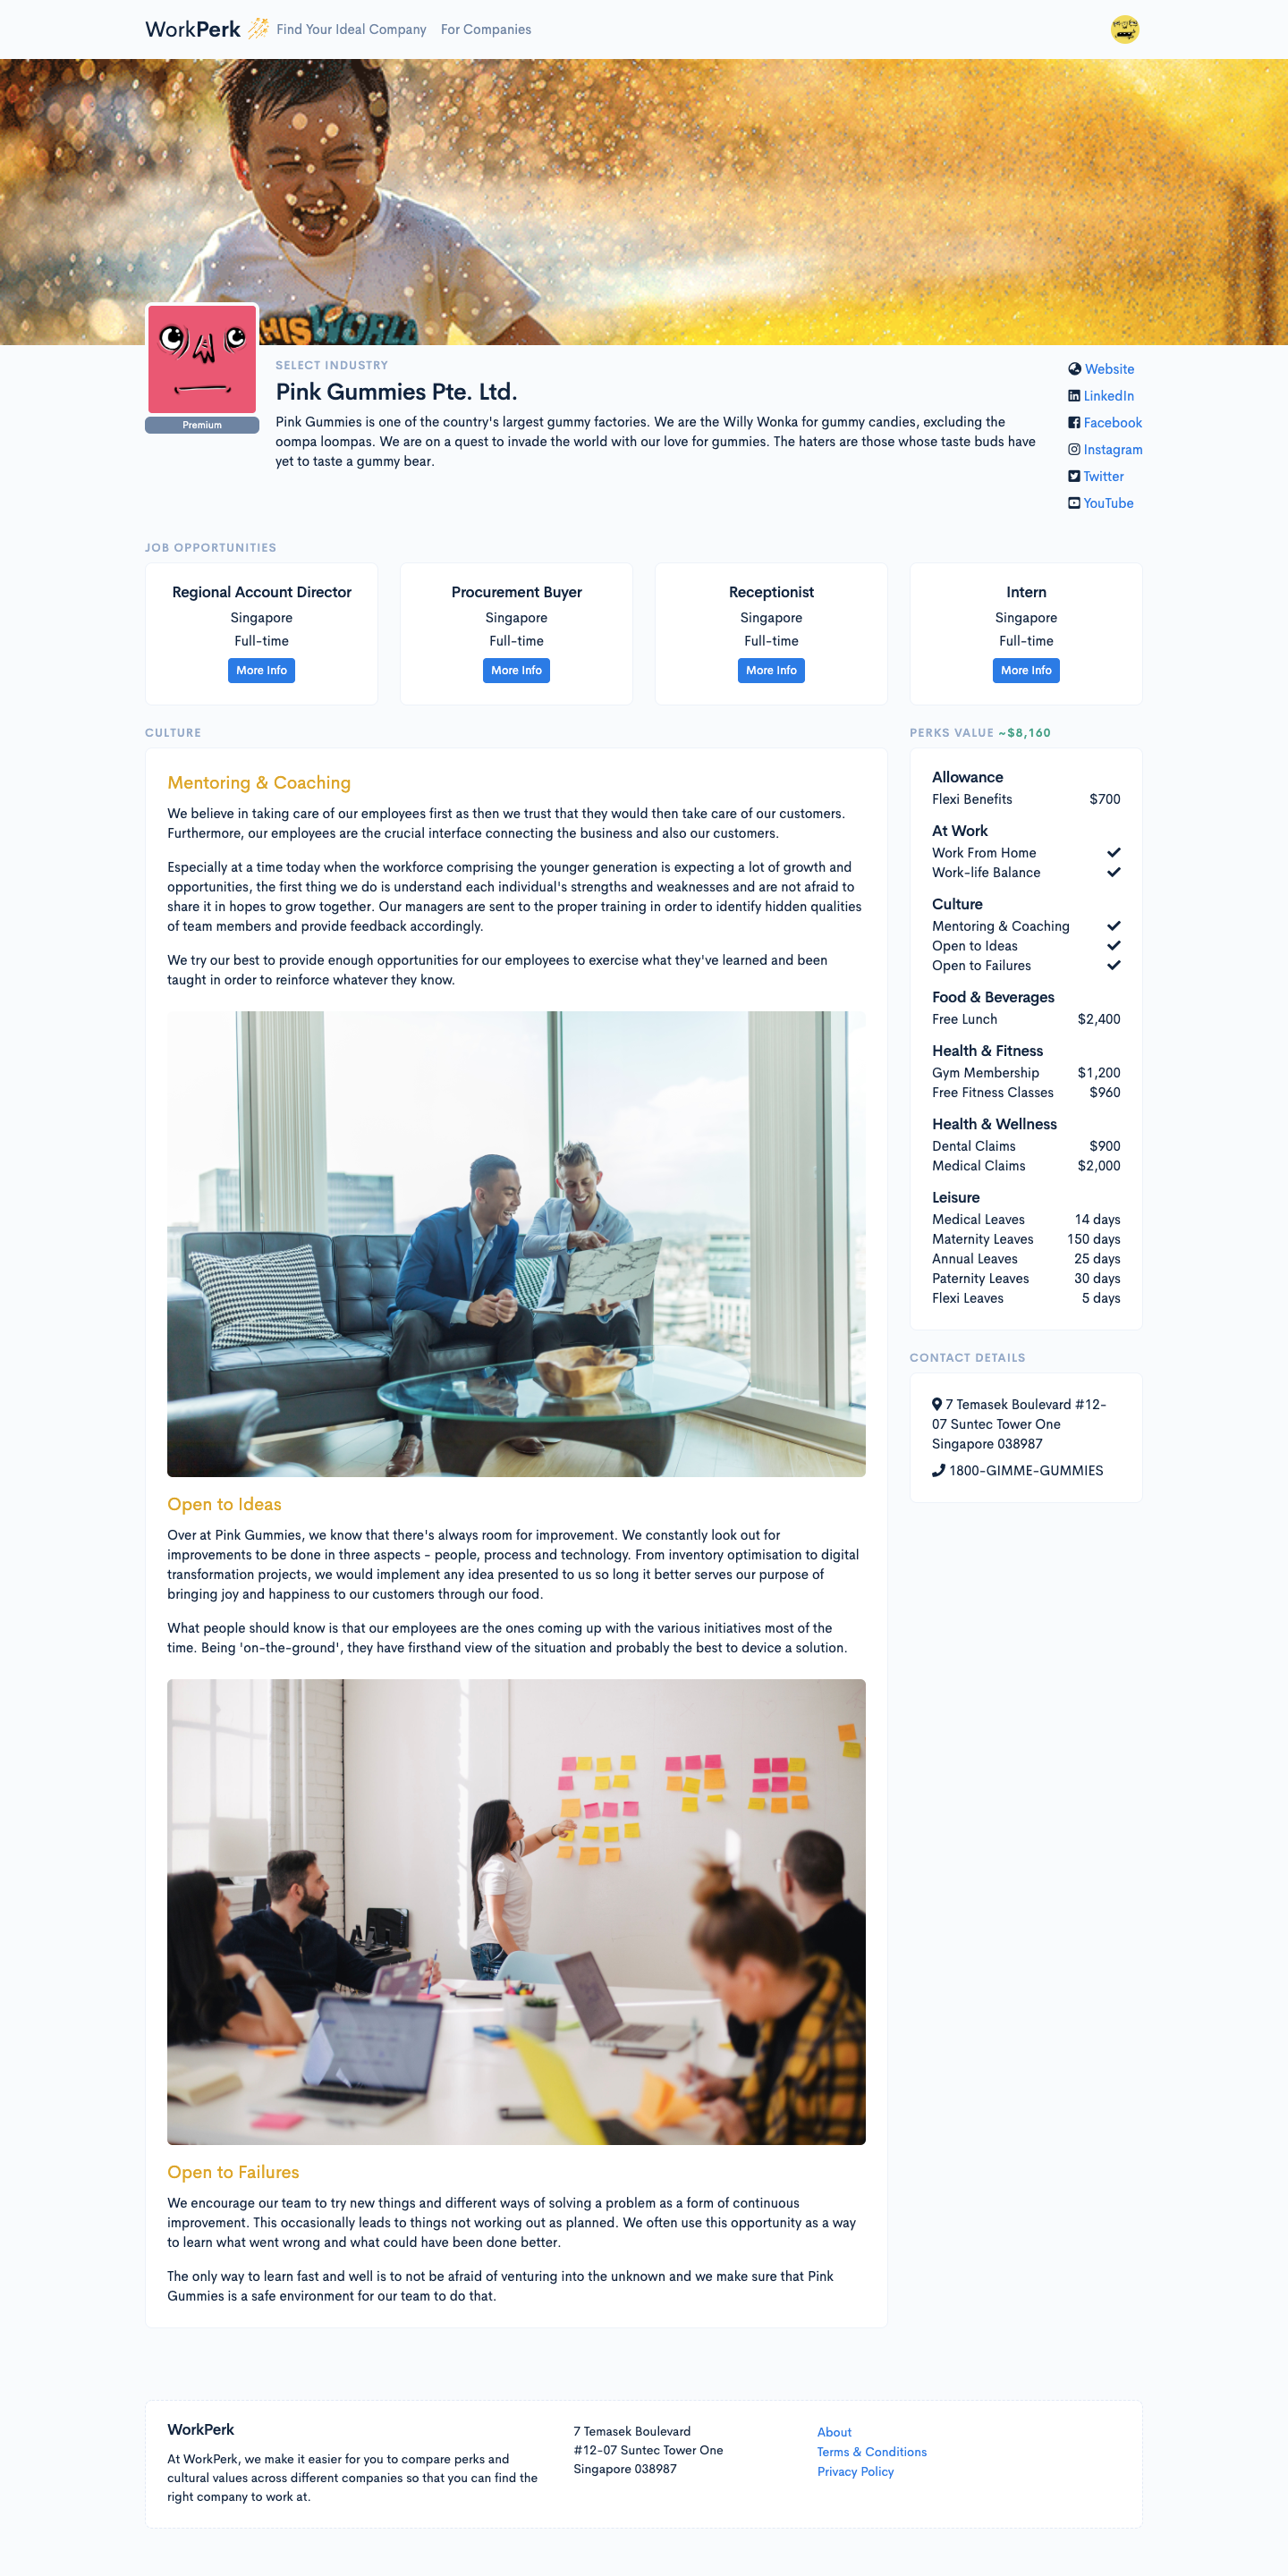 WorkPerk Find Your Ideal Company For Companies
HIS WORLD
SELECT INDUSTRY
Pink Gummies Pte. Ltd.
Pink Gummies is one of the country's largest gummy factories. We are the Willy Wonka for gummy candies, excluding the
oompa loompas. We are on a quest to invade the world with our love for gummies. The haters are those whose taste buds have
yet to taste a gummy bear.
Premium
Website
LinkedIn
Facebook
Instagram
Twitter
YouTube
JOB OPPORTUNITIES
Regional Account Director
Singapore
Full-time
More Info
Procurement Buyer
Singapore
Full-time
More Info
Receptionist
Singapore
Full-time
More Info
Intern
Singapore
Full-time
More Info
CULTURE
Mentoring & Coaching
We believe in taking care of our employees first as then we trust that they would then take care of our customers.
Furthermore, our employees are the crucial interface connecting the business and also our customers.
Especially at a time today when the workforce comprising the younger generation is expecting a lot of growth and
opportunities, the first thing we do is understand each individual's strengths and weaknesses and are not afraid to
share it in hopes to grow together. Our managers are sent to the proper training in order to identify hidden qualities
of team members and provide feedback accordingly.
We try our best to provide enough opportunities for our employees to exercise what they've learned and been
taught in order to reinforce whatever they know.
Open to Ideas
Over at Pink Gummies, we know that there's always room for improvement. We constantly look out for
improvements to be done in three aspects - people, process and technology. From inventory optimisation to digital
transformation projects, we would implement any idea presented to us so long it better serves our purpose of
bringing joy and happiness to our customers through our food.
What people should know is that our employees are the ones coming up with the various initiatives most of the
time. Being 'on-the-ground', they have firsthand view of the situation and probably the best to device a solution.
Open to Failures
We encourage our team to try new things and different ways of solving a problem as a form of continuous
improvement. This occasionally leads to things not working out as planned. We often use this opportunity as a way
to learn what went wrong and what could have been done better.
The only way to learn fast and well is to not be afraid of venturing into the unknown and we make sure that Pink
Gummies is a safe environment for our team to do that.
PERKS VALUE ~$8,160
Allowance
Flexi Benefits $700
At Work
Work From Home
Work-life Balance
Culture
Mentoring & Coaching
Open to Ideas
Open to Failures
Food & Beverages
Free Lunch $2,400
Health & Fitness
Gym Membership $1,200
Free Fitness Classes $960
Health & Wellness
Dental Claims $900
Medical Claims $2,000
Leisure
Medical Leaves 14 days
Maternity Leaves 150 days
Annual Leaves 25 days
Paternity Leaves 30 days
Flexi Leaves 5 days
CONTACT DETAILS
7 Temasek Boulevard #12-
07 Suntec Tower One
Singapore 038987
1800-GIMME-GUMMIES
WorkPerk
At WorkPerk, we make it easier for you to compare perks and
cultural values across different companies so that you can find the
right company to work at.
7 Temasek Boulevard
#12-07 Suntec Tower One
Singapore 038987
About
Terms & Conditions
Privacy Policy